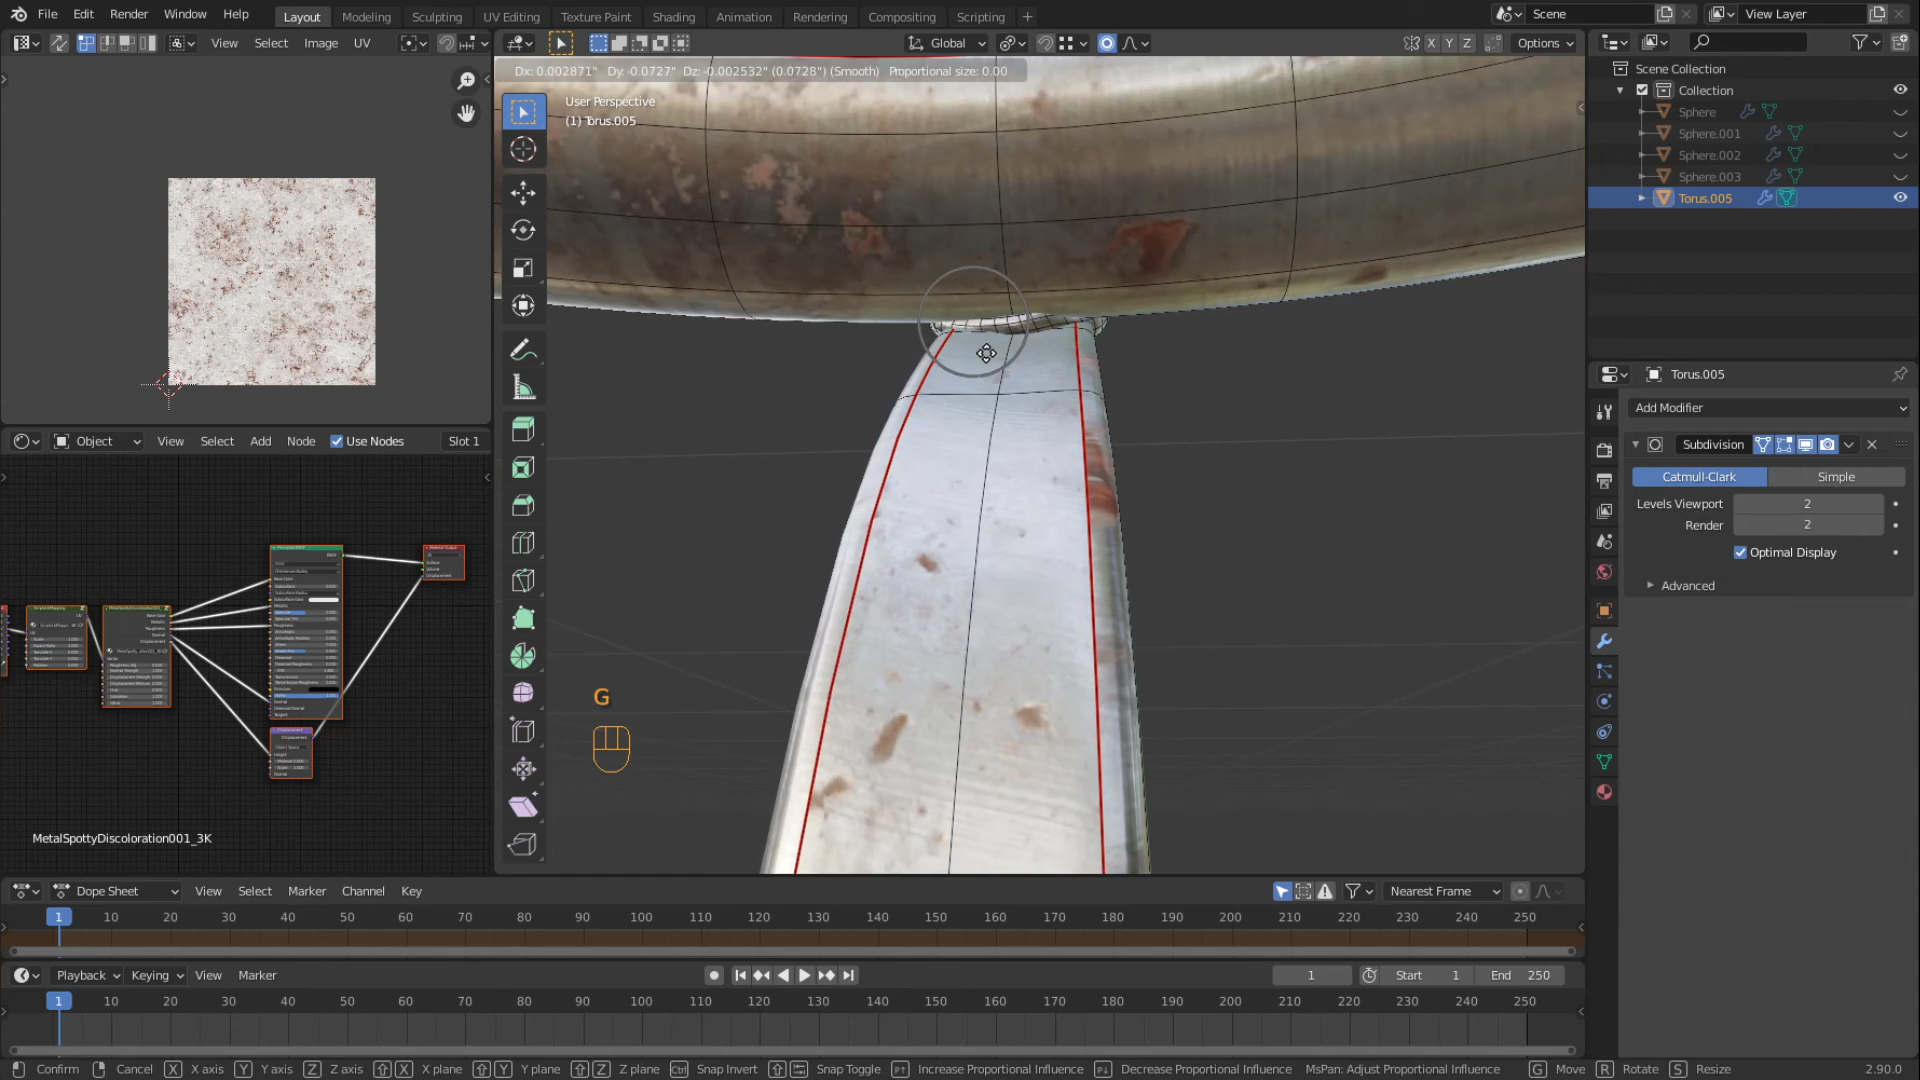 File Edit Render Window Help Layout Modeling Sculpting UV Editing Texture Paint Shading Animation Rendering Compositing Scripting + Scene View Layer
View Select Image UV Global X Y Z Options
Dx: 0.002871" Dy: -0.0727" Dz: -0.002532" (0.0728") (Smooth) Proportional size: 0.00
User Perspective
(1) Torus.005
Scene Collection
Collection
Sphere
Sphere.001
Sphere.002
Sphere.003
Torus.005
Torus.005
Add Modifier
Subdivision
Catmull-Clark Simple
Levels Viewport 2
Render 2
Optimal Display
Advanced
Object View Select Add Node Use Nodes Slot 1
MetalSpottyDiscoloration001_3K
G
Dope Sheet View Select Marker Channel Key Nearest Frame
1 10 20 30 40 50 60 70 80 90 100 110 120 130 140 150 160 170 180 190 200 210 220 230 240 250
Playback Keying View Marker 1 Start 1 End 250
1 10 20 30 40 50 60 70 80 90 100 110 120 130 140 150 160 170 180 190 200 210 220 230 240 250
Confirm Cancel X X axis Y Y axis Z Z axis X X plane Y Y plane Z Z plane Ctrl Snap Invert Snap Toggle Increase Proportional Influence Decrease Proportional Influence MsPan: Adjust Proportional Influence G Move R Rotate S Resize 2.90.0